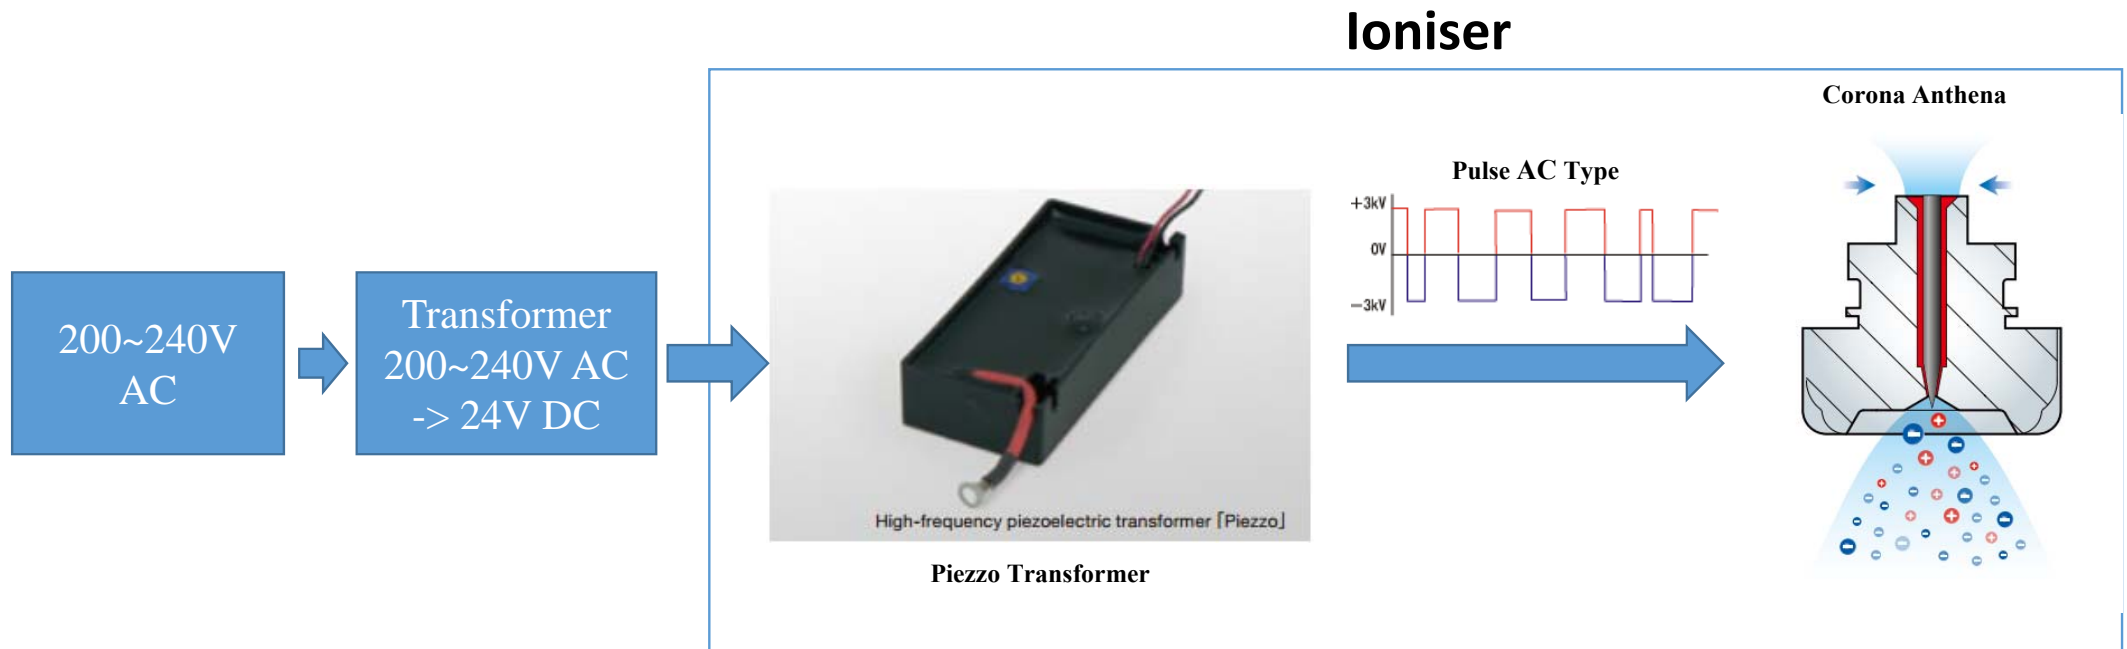 Ioniser
Corona Anthena
Pulse AC Type
+3kV
0V
−3kV
200~240V
AC
Transformer
200~240V AC
-> 24V DC
High-frequency piezoelectric transformer ｢Piezzo｣
Piezzo Transformer